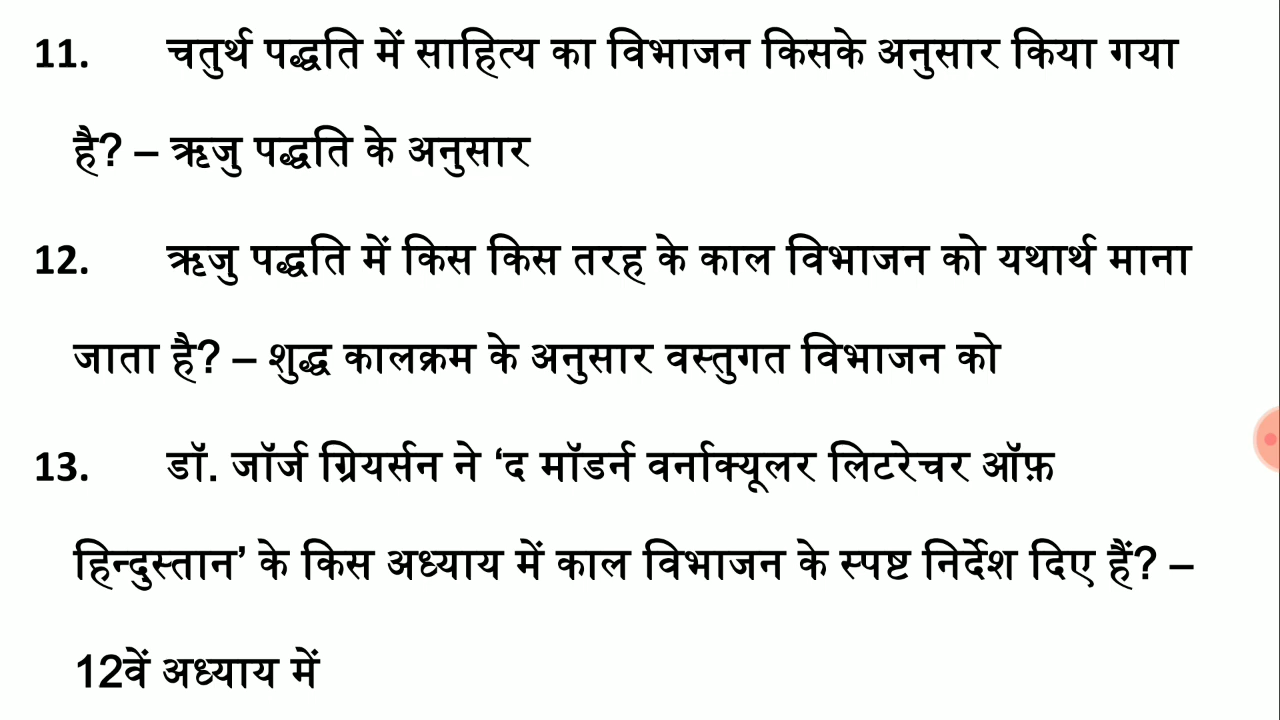 11. चतुर्थ पद्धति में साहित्य का विभाजन किसके अनुसार किया गया
है? – ऋजु पद्धति के अनुसार
12. ऋजु पद्धति में किस किस तरह के काल विभाजन को यथार्थ माना
जाता है? – शुद्ध कालक्रम के अनुसार वस्तुगत विभाजन को
13. डॉ. जॉर्ज ग्रियर्सन ने ‘द मॉडर्न वर्नाक्यूलर लिटरेचर ऑफ़
हिन्दुस्तान’ के किस अध्याय में काल विभाजन के स्पष्ट निर्देश दिए हैं? –
12वें अध्याय में